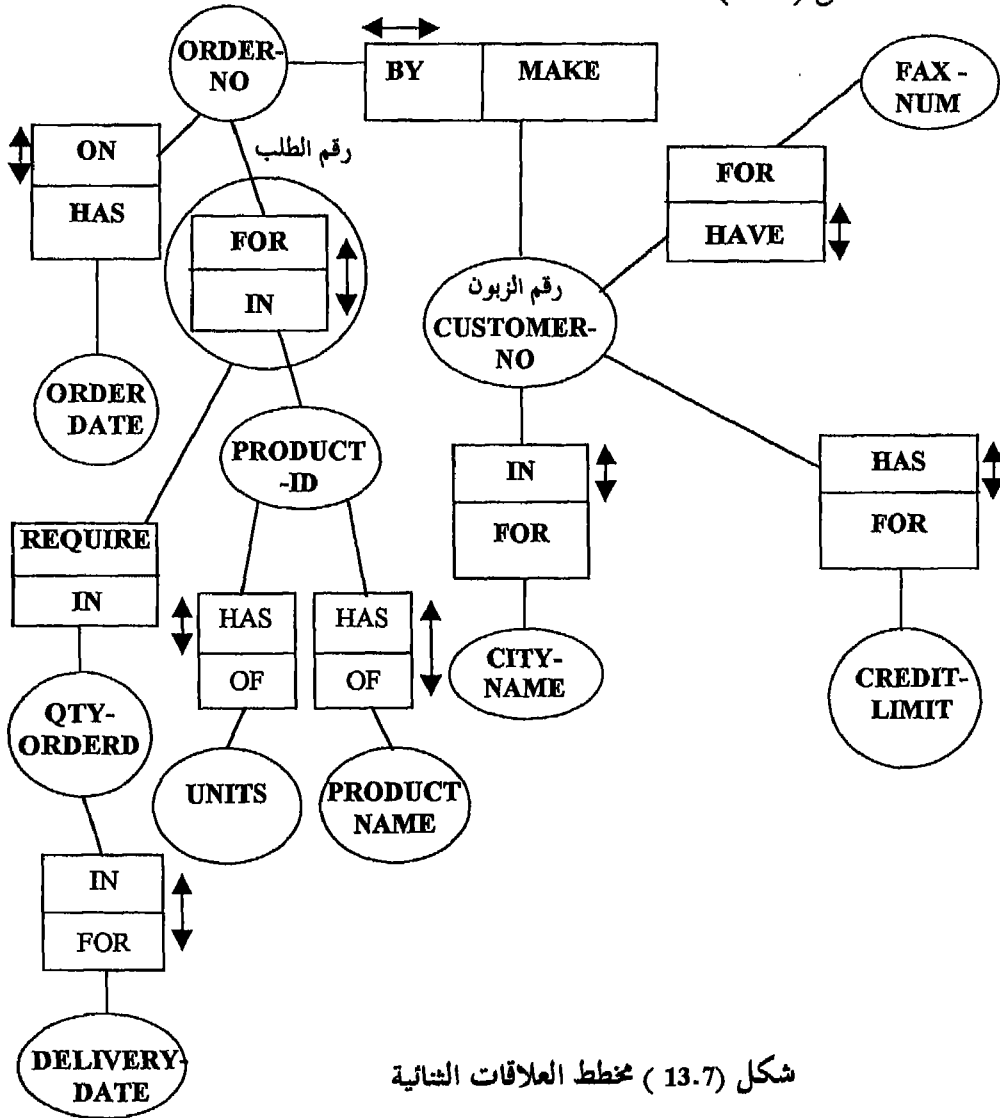 ORDER-
NO
BY
MAKE
FAX -
NUM
ON
HAS
رقم الطلب
FOR
IN
FOR
HAVE
رقم الزبون
CUSTOMER-
NO
ORDER
DATE
PRODUCT
-ID
IN
FOR
HAS
FOR
REQUIRE
IN
HAS
OF
HAS
OF
CITY-
NAME
CREDIT-
LIMIT
QTY-
ORDERD
UNITS
PRODUCT
NAME
IN
FOR
DELIVERY-
DATE
شكل (13.7 ) مخطط العلاقات الثنائية